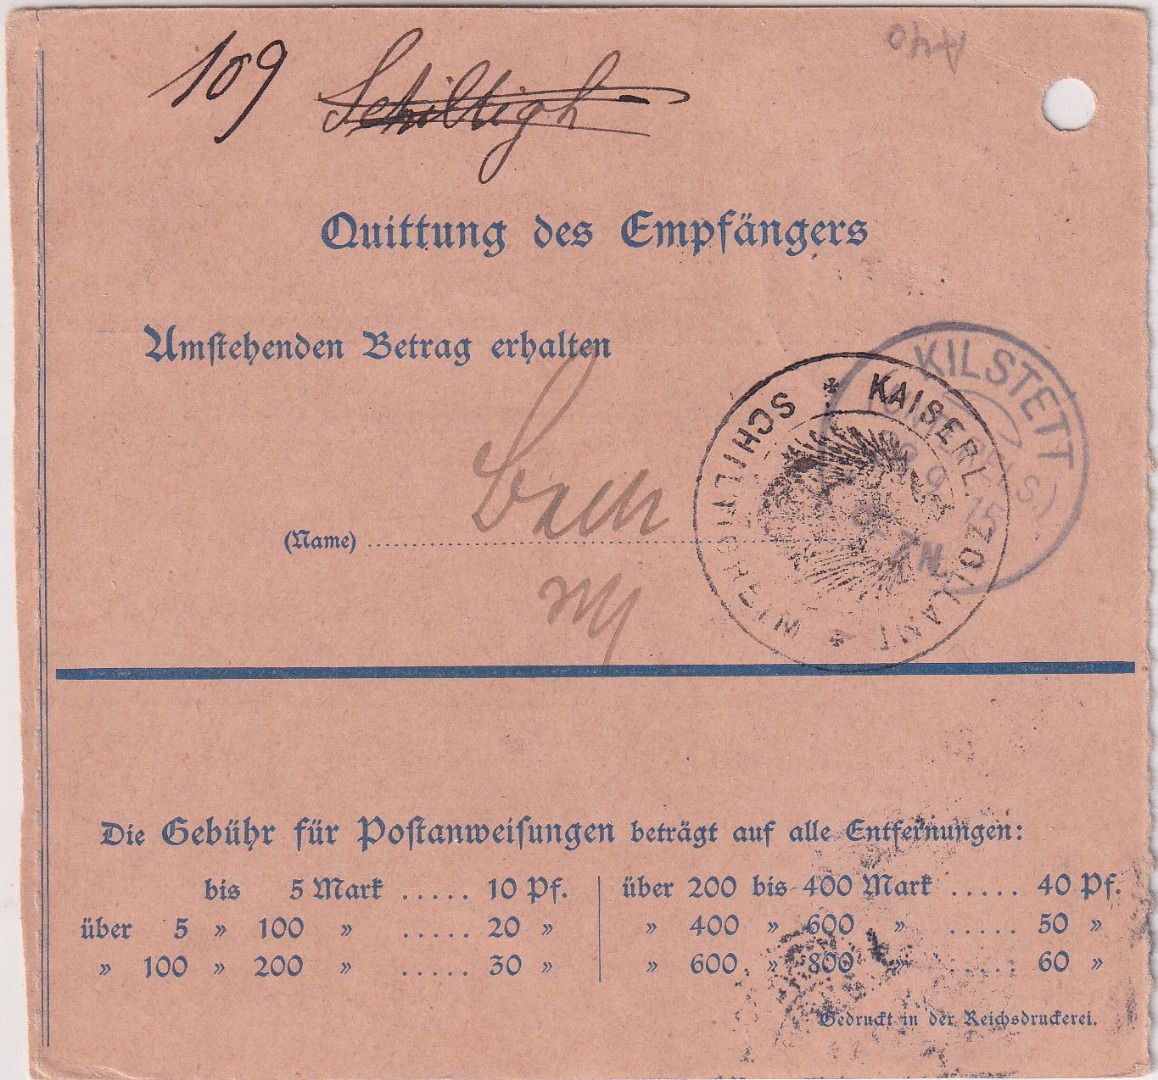 109 Schiltigh
Quittung des Empfängers
Umstehenden Betrag erhalten
(Name)
KAISERL. ZOLLAMT
SCHILTIGHEIM
KILSTETT
Die Gebühr für Postanweisungen beträgt auf alle Entfernungen:
bis 5 Mark ..... 10 Pf.
über 5 » 100 » ..... 20 »
» 100 » 200 » ..... 30 »
über 200 bis 400 Mark ..... 40 Pf.
» 400 » 600 » ..... 50 »
» 600 » 800 » ..... 60 »
Gedruckt in der Reichsdruckerei.